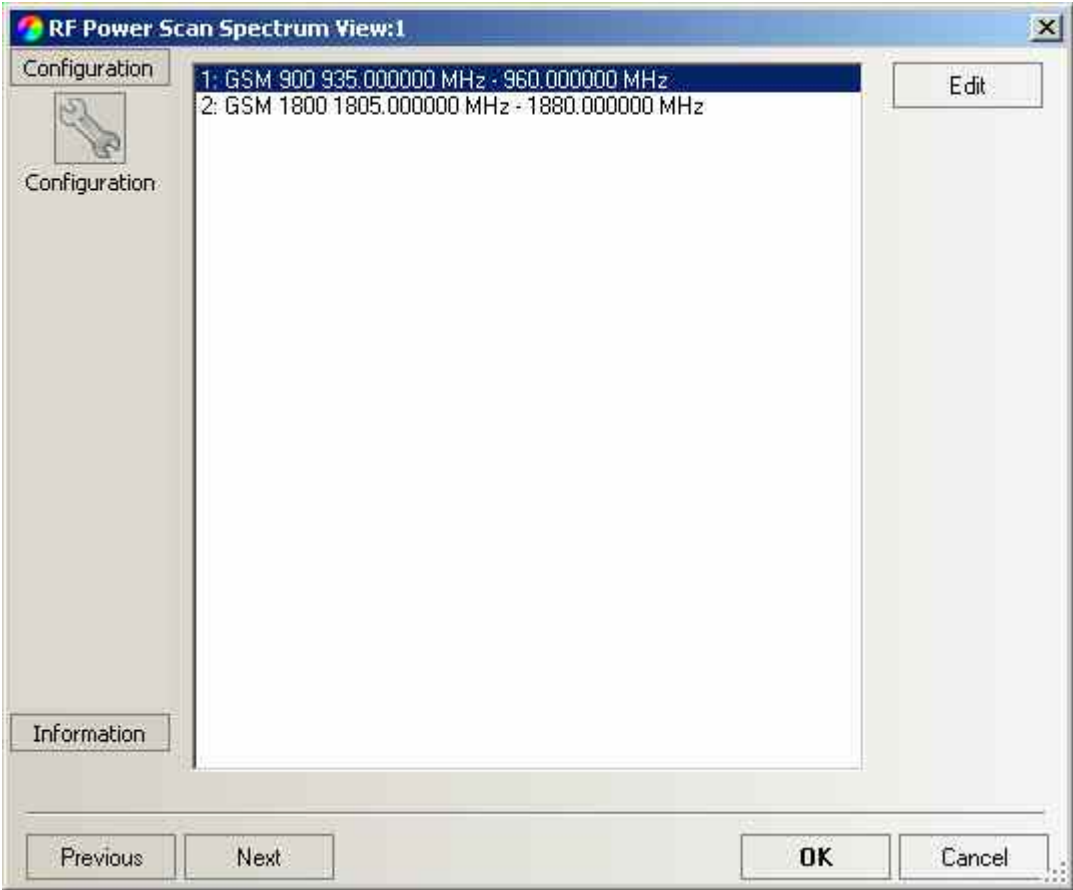 RF Power Scan Spectrum View:1
Configuration
Configuration
1: GSM 900 935.000000 MHz - 960.000000 MHz
2: GSM 1800 1805.000000 MHz - 1880.000000 MHz
Edit
Information
Previous
Next
OK
Cancel